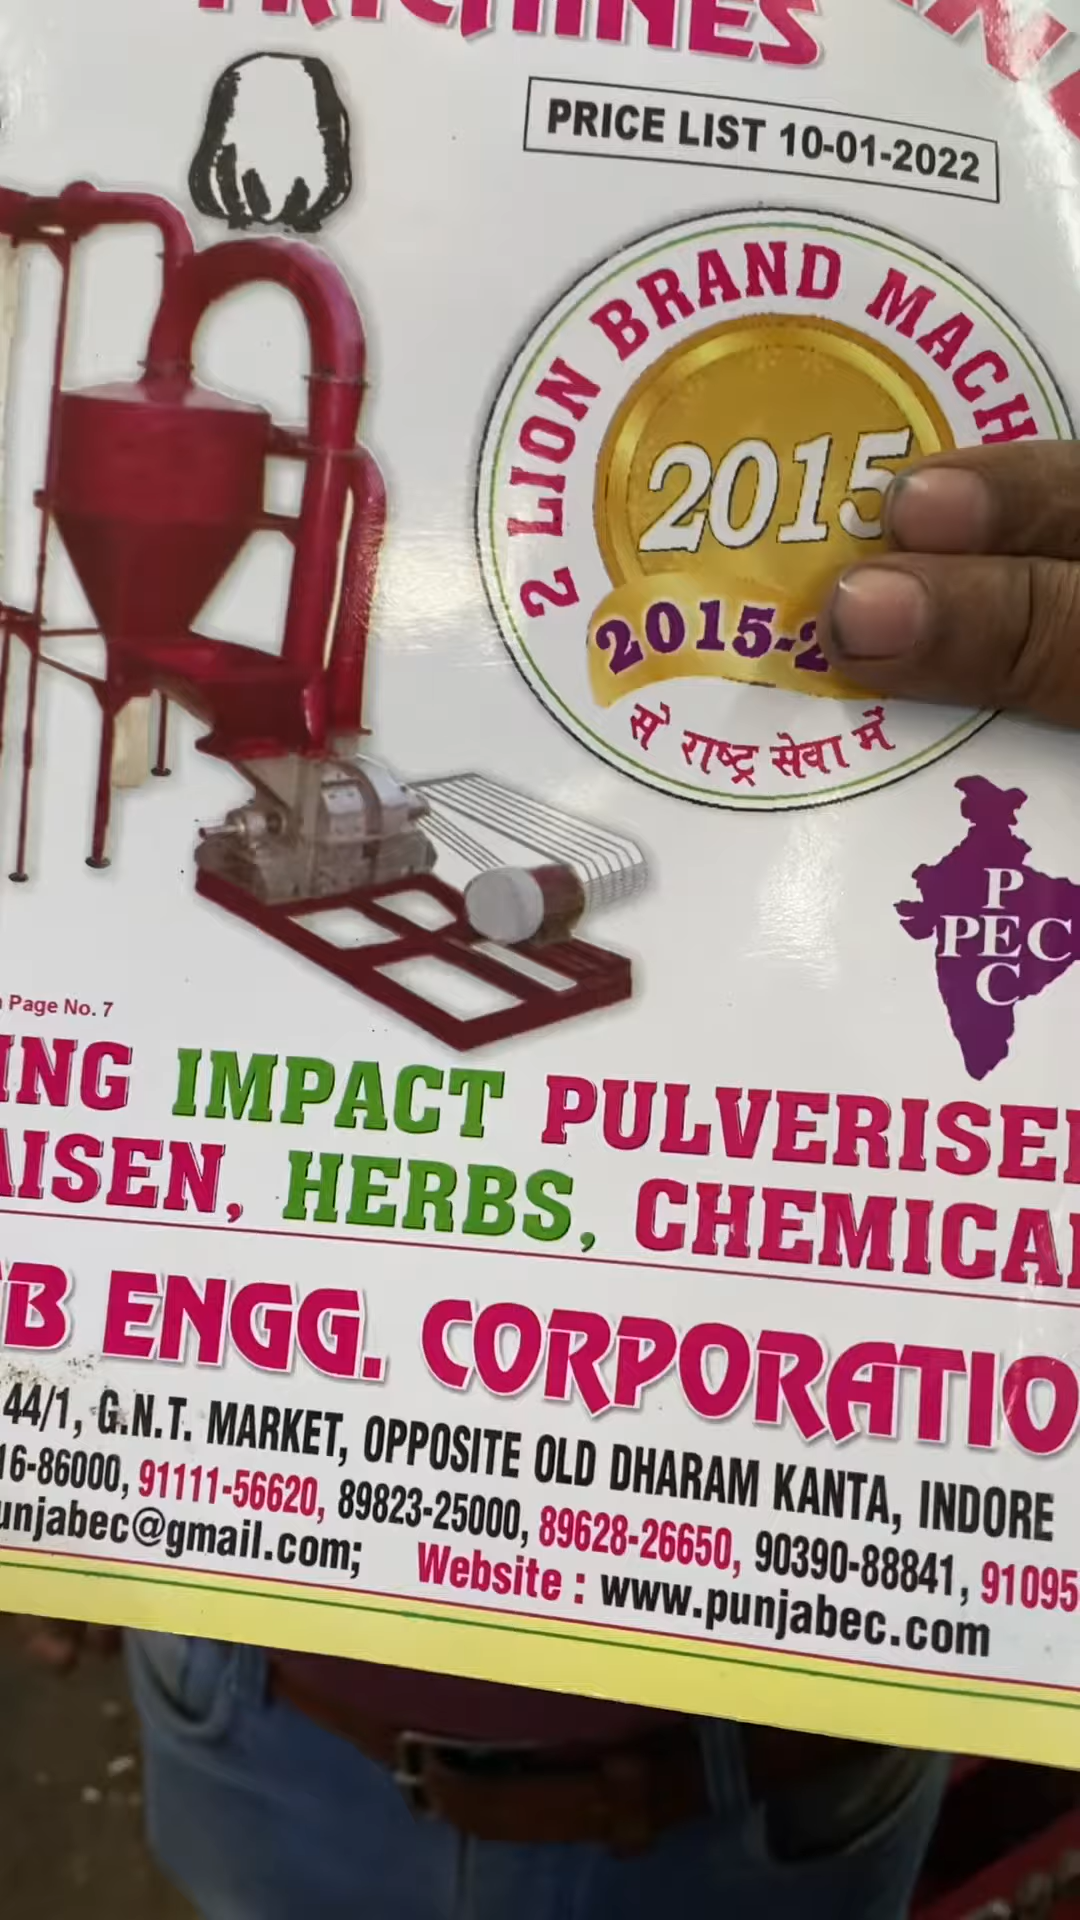 PRICE LIST 10-01-2022
2 LION BRAND MACH
2015
2015-2
से राष्ट्र सेवा में
P
PEC
C
Page No. 7
ING IMPACT PULVERISE
AISEN, HERBS, CHEMICA
B ENGG. CORPORATIO
44/1, G.N.T. MARKET, OPPOSITE OLD DHARAM KANTA, INDORE
16-86000, 91111-56620, 89823-25000, 89628-26650, 90390-88841, 91095
unjabec@gmail.com; Website : www.punjabec.com